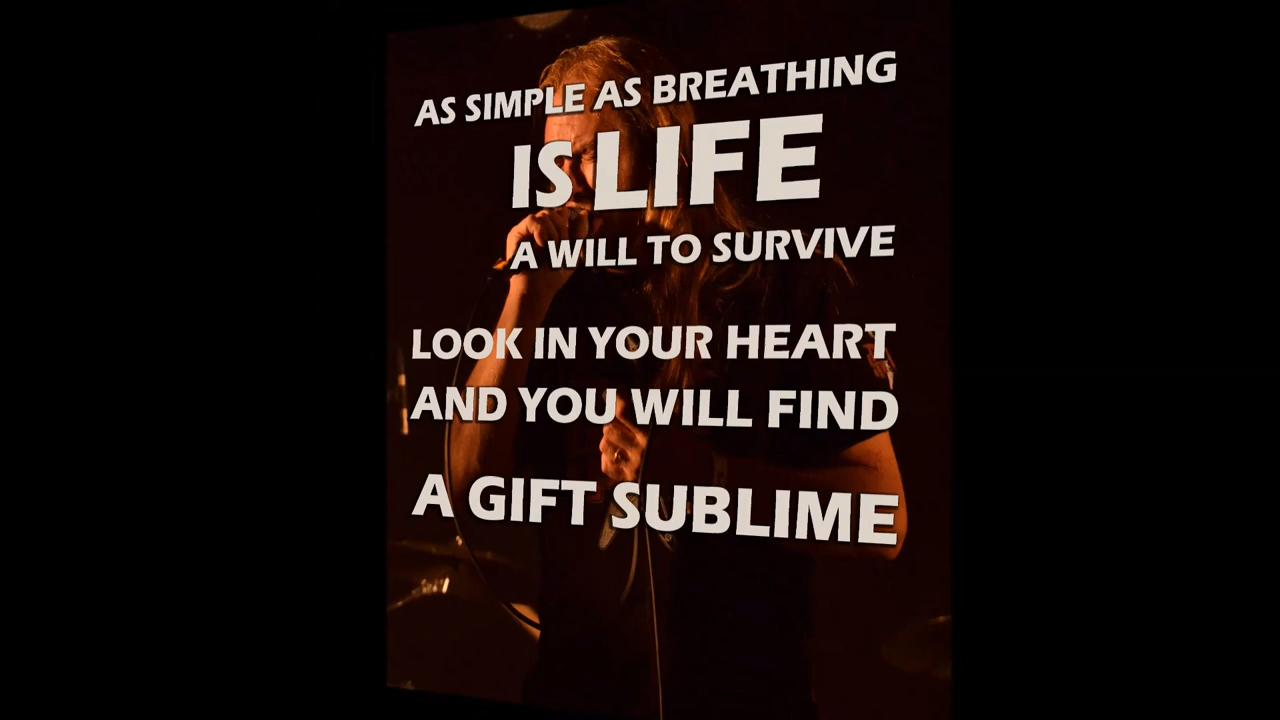 AS SIMPLE AS BREATHING
IS LIFE
A WILL TO SURVIVE
LOOK IN YOUR HEART
AND YOU WILL FIND
A GIFT SUBLIME